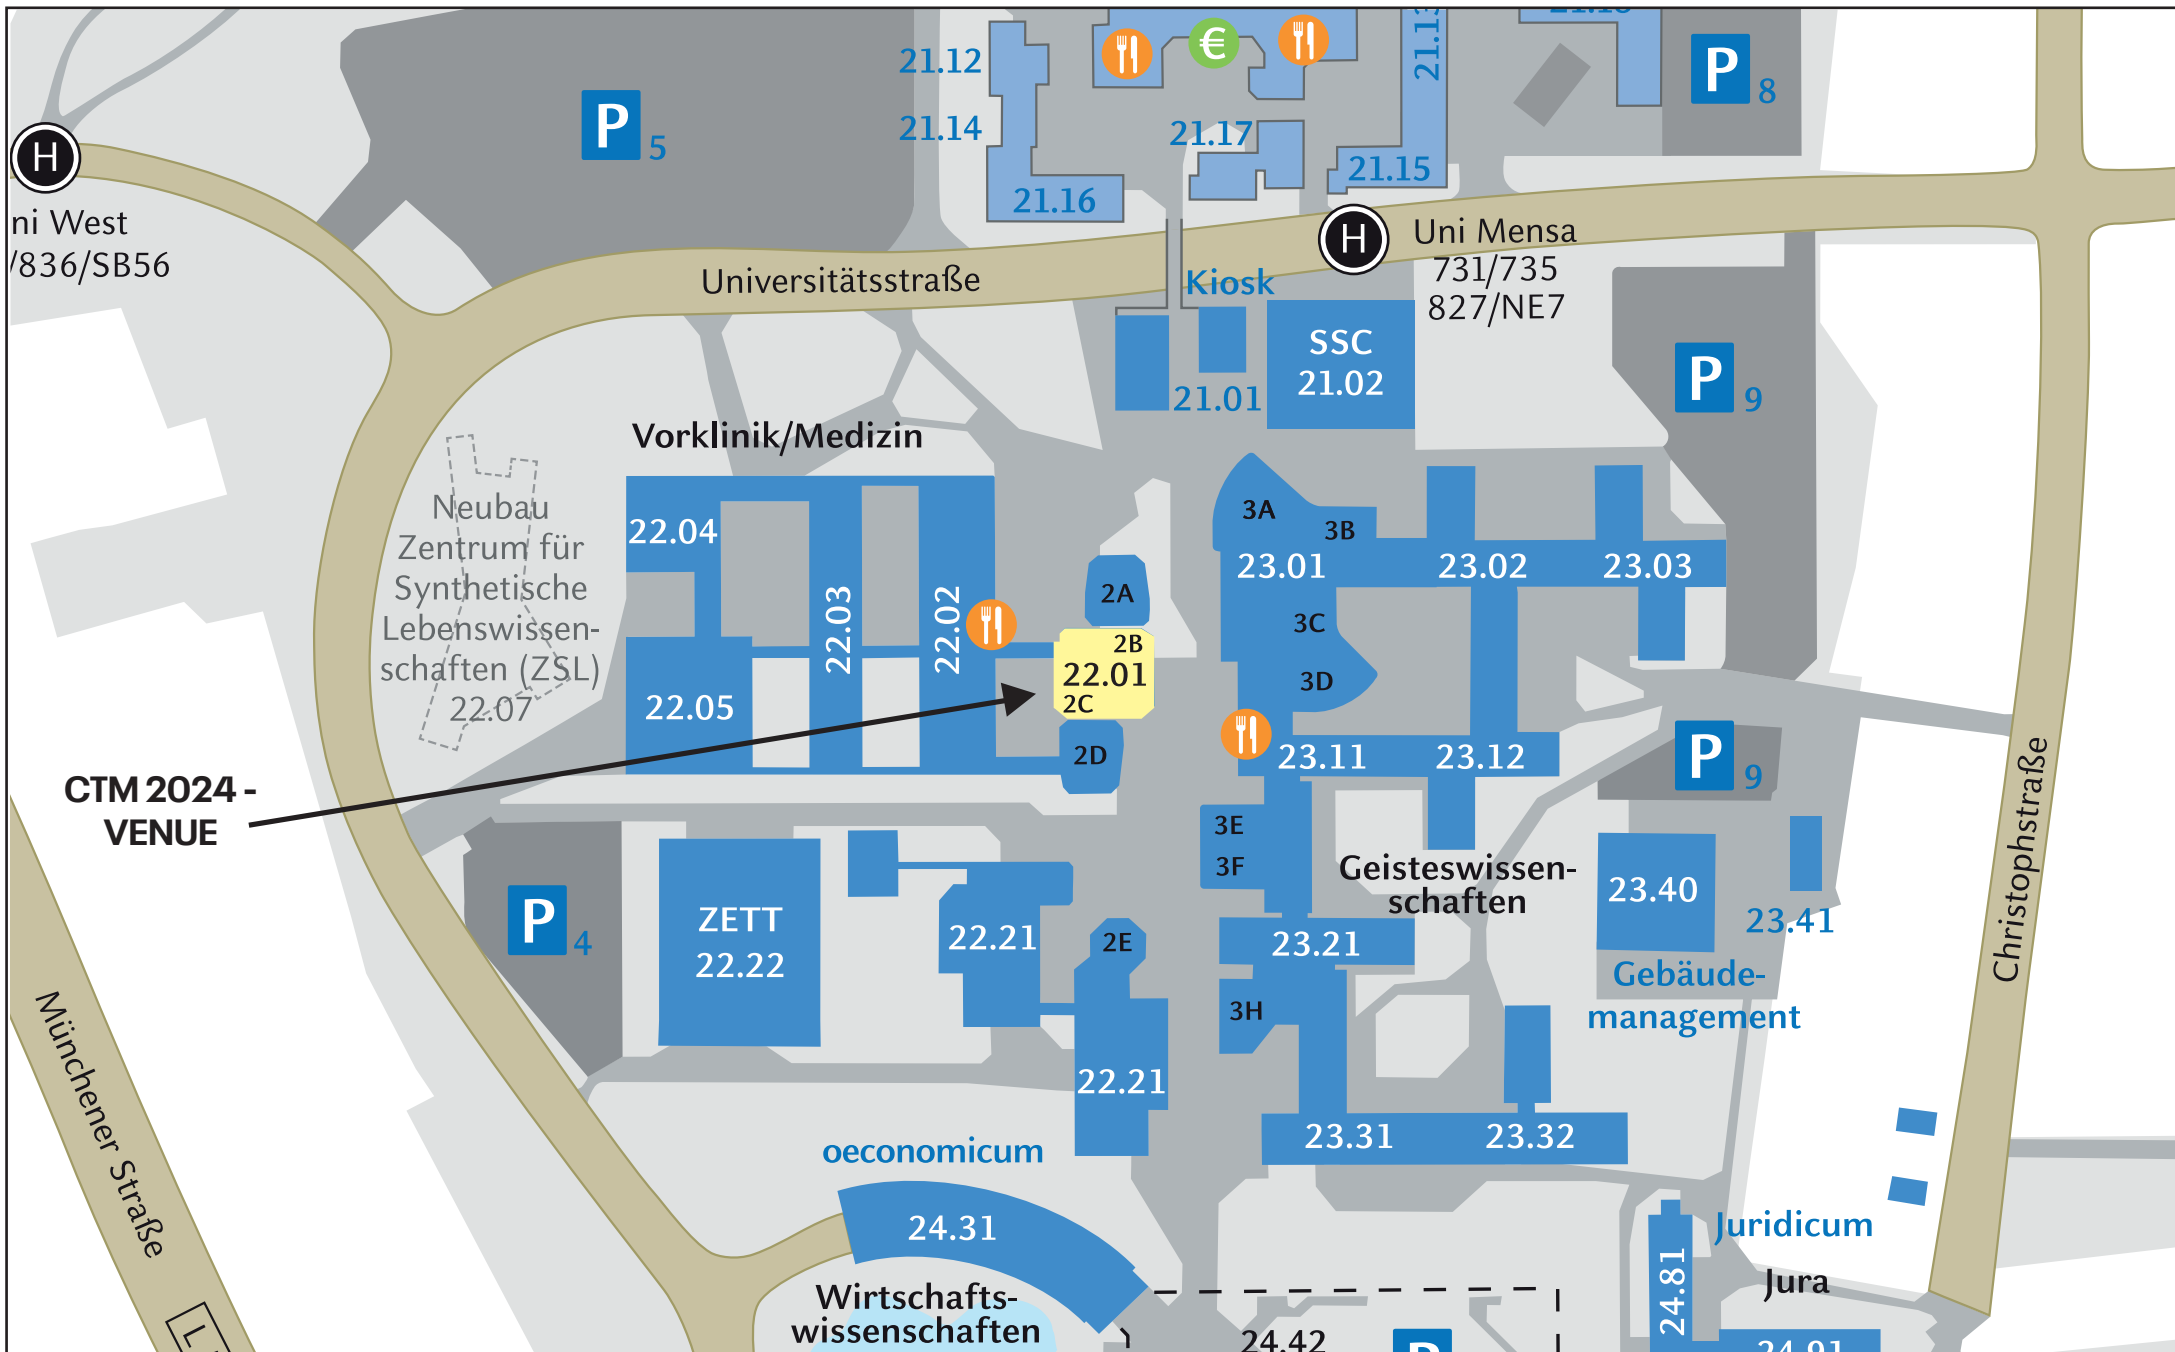 21.12
€
21.13
P 8
P 5
21.14
21.17
H
21.15
21.16
ni West
/836/SB56
H
Uni Mensa
731/735
827/NE7
Universitätsstraße
Kiosk
SSC
21.02
21.01
P 9
Vorklinik/Medizin
Neubau
Zentrum für
Synthetische
Lebenswissen-
schaften (ZSL)
22.07
22.04
22.03
22.02
22.05
2A
2B
22.01
2C
2D
3A
3B
23.01
23.02
23.03
3C
3D
23.11
23.12
P 9
CTM 2024 -
VENUE
3E
3F
Geisteswissen-
schaften
23.40
23.41
Gebäude-
management
Christophstraße
P 4
ZETT
22.22
22.21
2E
23.21
3H
22.21
23.31
23.32
Münchener Straße
oeconomicum
24.31
Wirtschafts-
wissenschaften
24.42
24.81
Juridicum
Jura
24.91
L